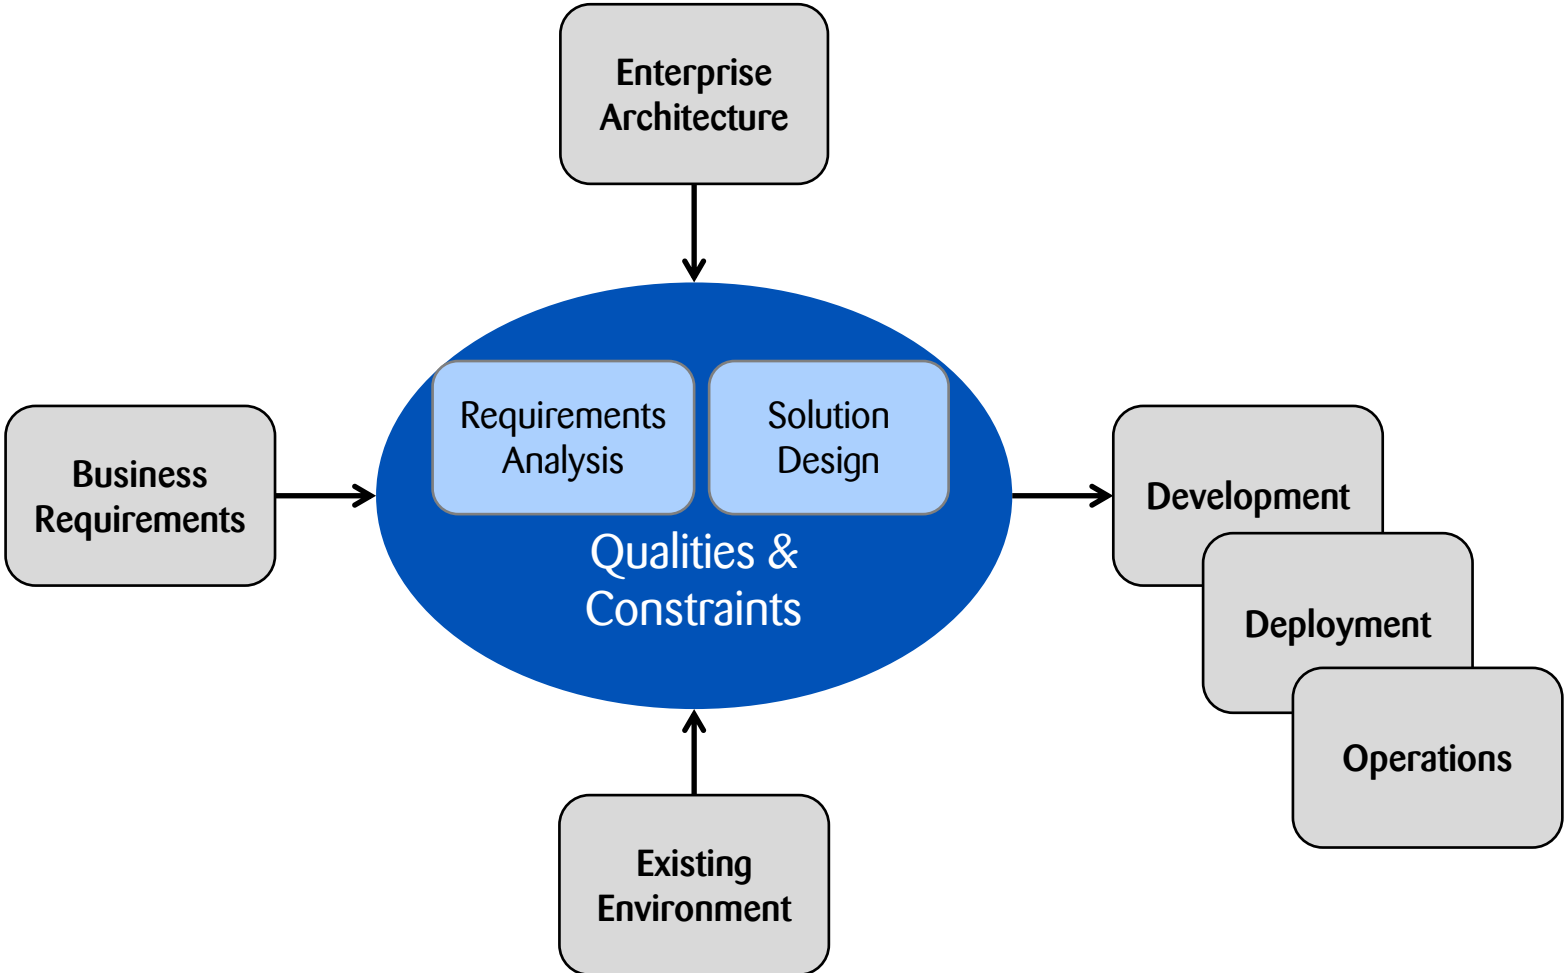 Enterprise
Architecture
Requirements
Analysis
Solution
Design
Business
Requirements
Qualities &
Constraints
Development
Deployment
Operations
Existing
Environment